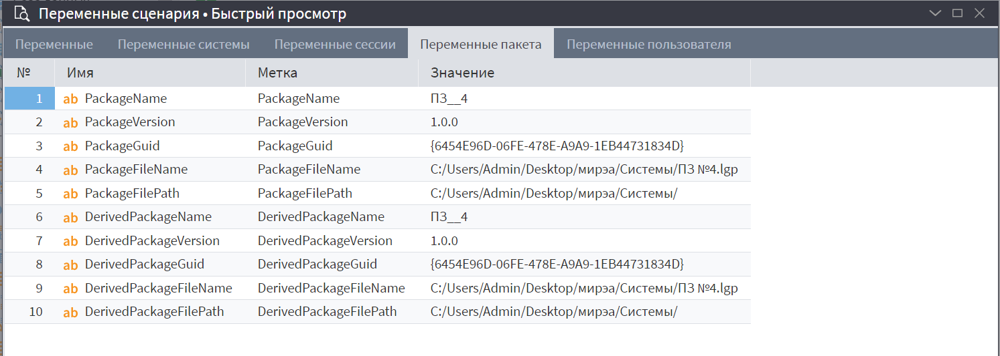 Переменные сценария • Быстрый просмотр
Переменные Переменные системы Переменные сессии Переменные пакета Переменные пользователя
№ Имя Метка Значение
1 ab PackageName PackageName ПЗ__4
2 ab PackageVersion PackageVersion 1.0.0
3 ab PackageGuid PackageGuid {6454E96D-06FE-478E-A9A9-1EB44731834D}
4 ab PackageFileName PackageFileName C:/Users/Admin/Desktop/мирэа/Системы/ПЗ №4.lgp
5 ab PackageFilePath PackageFilePath C:/Users/Admin/Desktop/мирэа/Системы/
6 ab DerivedPackageName DerivedPackageName ПЗ__4
7 ab DerivedPackageVersion DerivedPackageVersion 1.0.0
8 ab DerivedPackageGuid DerivedPackageGuid {6454E96D-06FE-478E-A9A9-1EB44731834D}
9 ab DerivedPackageFileName DerivedPackageFileName C:/Users/Admin/Desktop/мирэа/Системы/ПЗ №4.lgp
10 ab DerivedPackageFilePath DerivedPackageFilePath C:/Users/Admin/Desktop/мирэа/Системы/